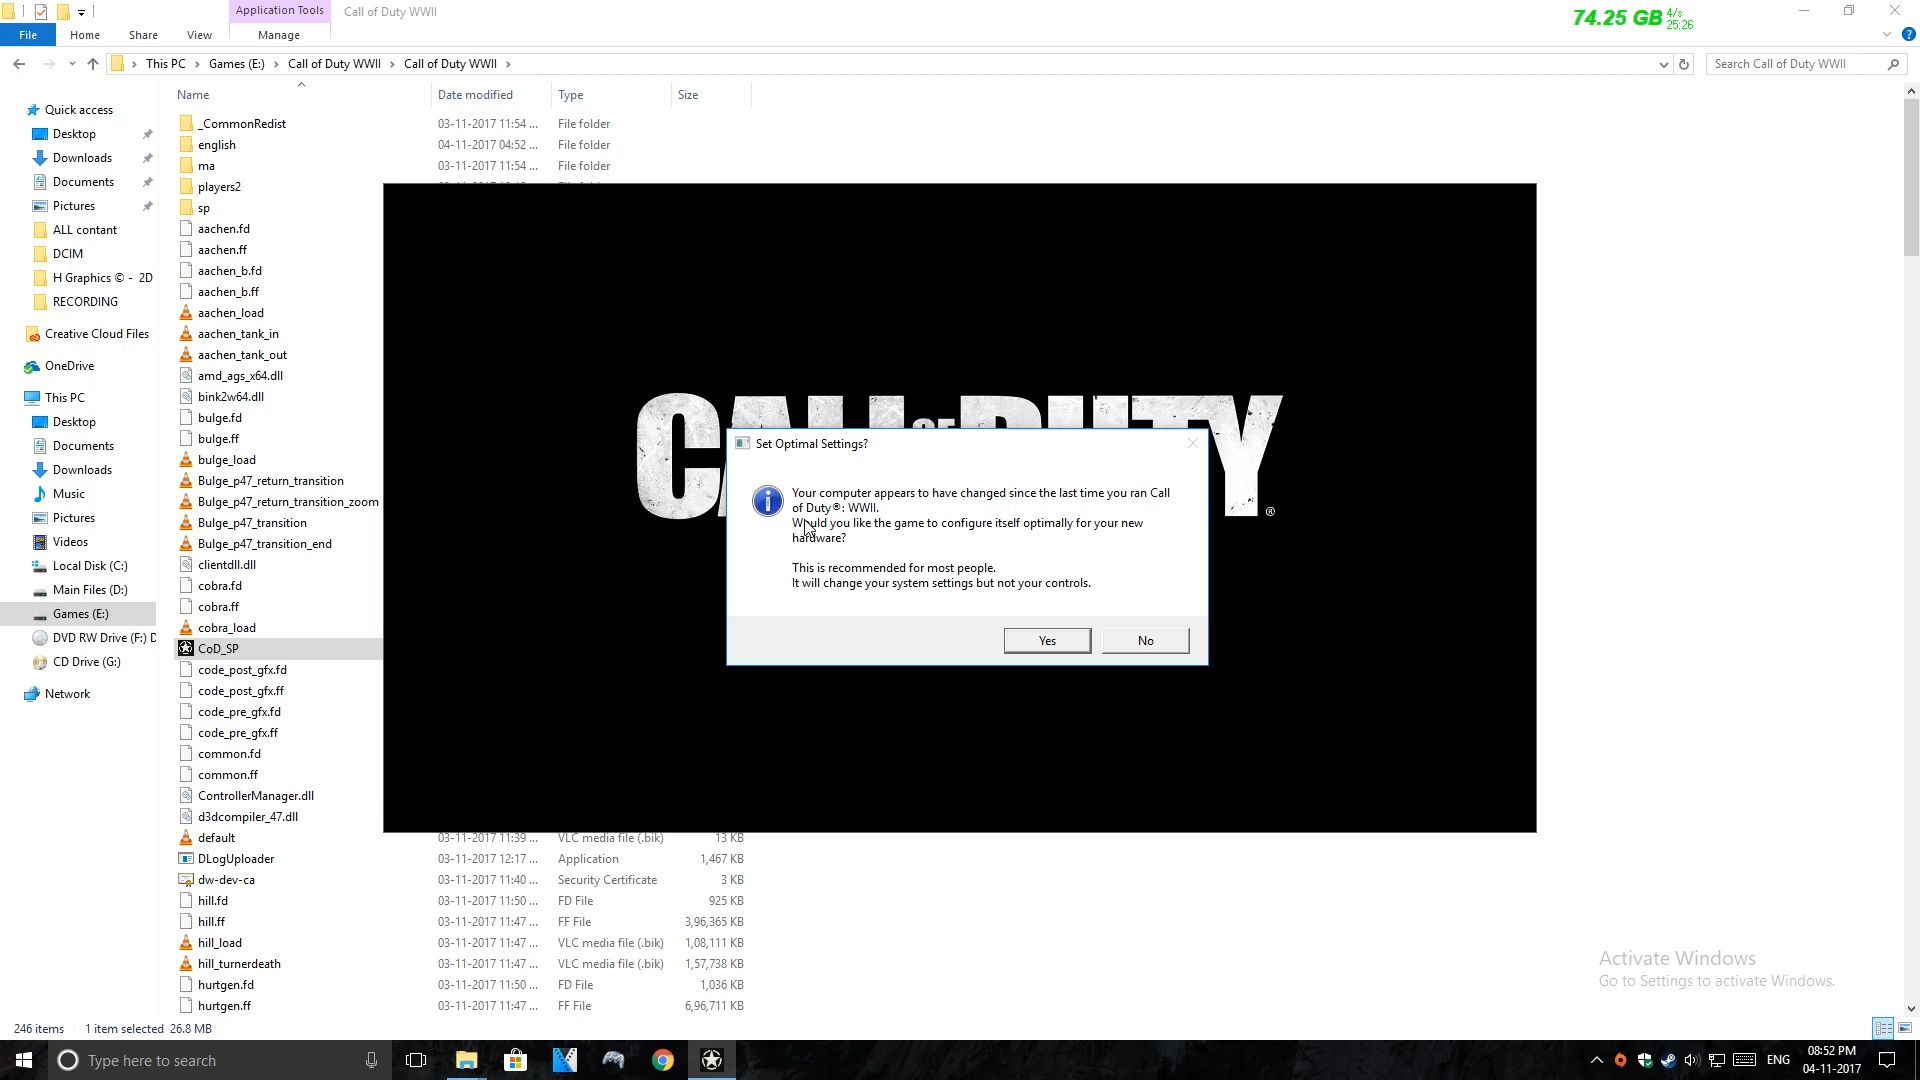 Application Tools
Call of Duty WWII
74.25 GB 4/s
25:26
File
Home
Share
View
Manage
This PC
Games (E:)
Call of Duty WWII
Call of Duty WWII
Search Call of Duty WWII
Name
Date modified
Type
Size
Quick access
Desktop
Downloads
Documents
Pictures
ALL contant
DCIM
H Graphics © - 2D
RECORDING
Creative Cloud Files
OneDrive
This PC
Desktop
Documents
Downloads
Music
Pictures
Videos
Local Disk (C:)
Main Files (D:)
Games (E:)
DVD RW Drive (F:) D
CD Drive (G:)
Network
_CommonRedist 03-11-2017 11:54 ... File folder
english 04-11-2017 04:52 ... File folder
ma 03-11-2017 11:54 ... File folder
players2
sp
aachen.fd
aachen.ff
aachen_b.fd
aachen_b.ff
aachen_load
aachen_tank_in
aachen_tank_out
amd_ags_x64.dll
bink2w64.dll
bulge.fd
bulge.ff
bulge_load
Bulge_p47_return_transition
Bulge_p47_return_transition_zoom
Bulge_p47_transition
Bulge_p47_transition_end
clientdll.dll
cobra.fd
cobra.ff
cobra_load
CoD_SP
code_post_gfx.fd
code_post_gfx.ff
code_pre_gfx.fd
code_pre_gfx.ff
common.fd
common.ff
ControllerManager.dll
d3dcompiler_47.dll
default 03-11-2017 11:39 ... VLC media file (.bik) 13 KB
DLogUploader 03-11-2017 12:17 ... Application 1,467 KB
dw-dev-ca 03-11-2017 11:40 ... Security Certificate 3 KB
hill.fd 03-11-2017 11:50 ... FD File 925 KB
hill.ff 03-11-2017 11:47 ... FF File 3,96,365 KB
hill_load 03-11-2017 11:47 ... VLC media file (.bik) 1,08,111 KB
hill_turnerdeath 03-11-2017 11:47 ... VLC media file (.bik) 1,57,738 KB
hurtgen.fd 03-11-2017 11:50 ... FD File 1,036 KB
hurtgen.ff 03-11-2017 11:47 ... FF File 6,96,711 KB
CALL OF DUTY ®
Set Optimal Settings?
Your computer appears to have changed since the last time you ran Call
of Duty®: WWII.
Would you like the game to configure itself optimally for your new
hardware?
This is recommended for most people.
It will change your system settings but not your controls.
Yes
No
Activate Windows
Go to Settings to activate Windows.
246 items
1 item selected 26.8 MB
Type here to search
ENG
08:52 PM
04-11-2017